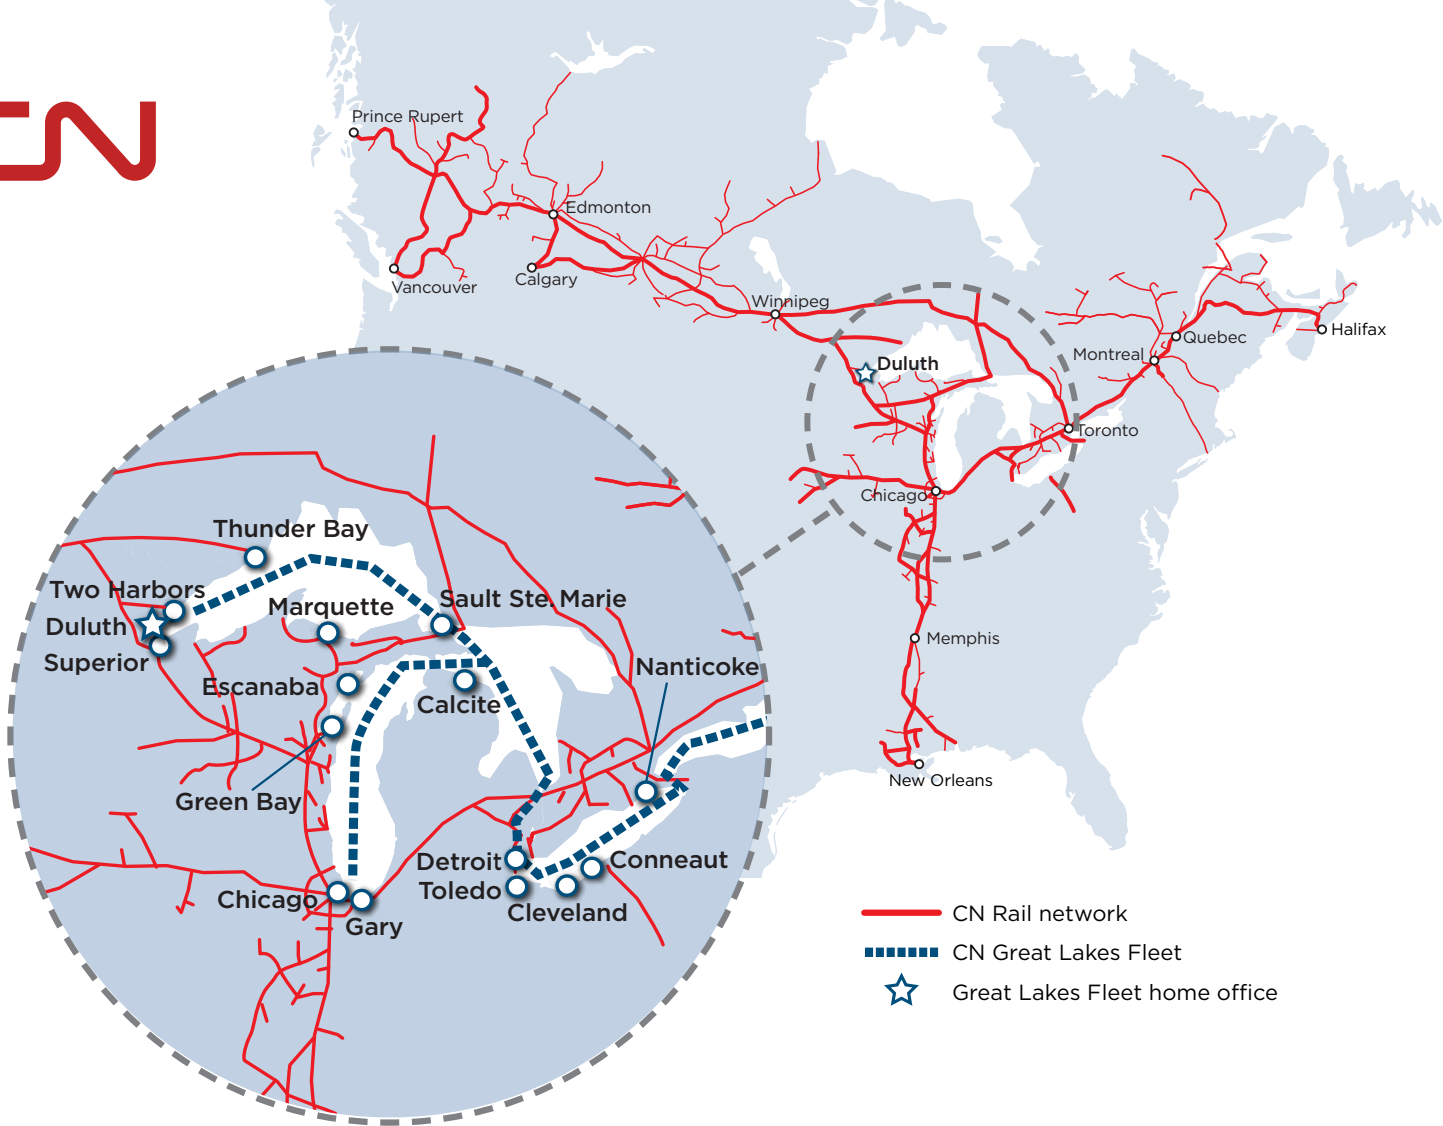 CN
Prince Rupert
Edmonton
Vancouver
Calgary
Winnipeg
Duluth
Quebec
Halifax
Montreal
Toronto
Chicago
Memphis
New Orleans
Thunder Bay
Two Harbors
Duluth
Superior
Marquette
Sault Ste. Marie
Escanaba
Calcite
Nanticoke
Green Bay
Detroit
Toledo
Conneaut
Cleveland
Chicago
Gary
CN Rail network
CN Great Lakes Fleet
Great Lakes Fleet home office